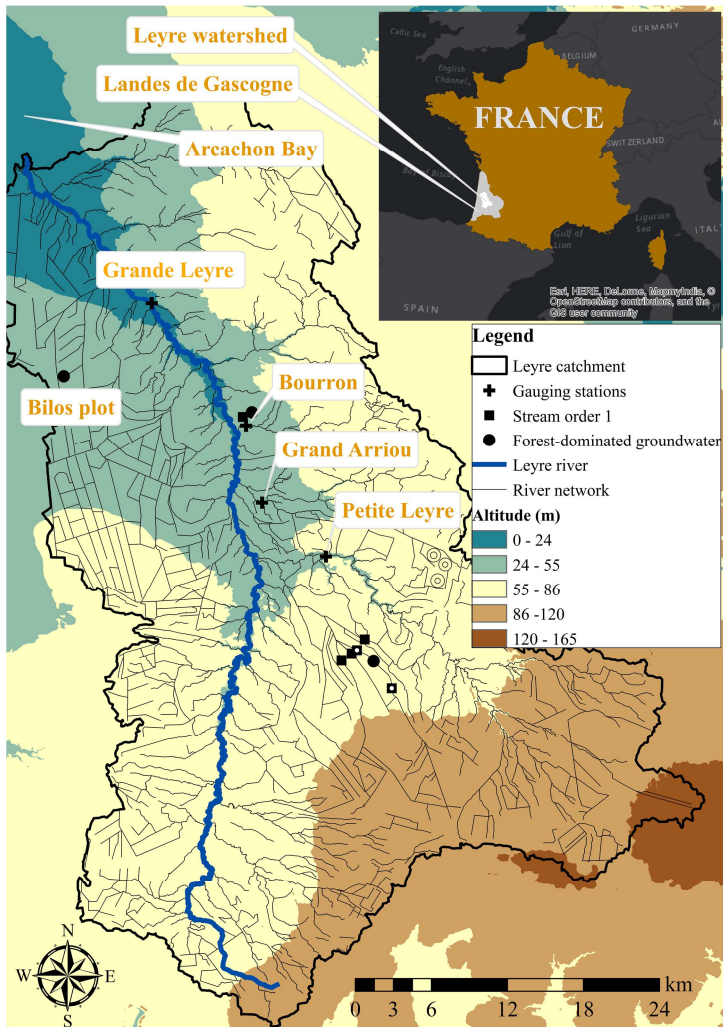 Leyre watershed
Landes de Gascogne
Arcachon Bay
Grande Leyre
Bilos plot
Bourron
Grand Arriou
Petite Leyre
Celtic Sea
English
Channel
GERMANY
BELGIUM
FRANCE
SWITZERLAND
Bay of Biscay
Gulf of
Lion
Ligurian
Sea
SPAIN
Esri, HERE, DeLorme, MapmyIndia, ©
OpenStreetMap contributors, and the
GIS user community
Legend
Leyre catchment
Gauging stations
Stream order 1
Forest-dominated groundwater
Leyre river
River network
Altitude (m)
0 - 24
24 - 55
55 - 86
86 -120
120 - 165
N
W
E
S
km
0 3 6 12 18 24